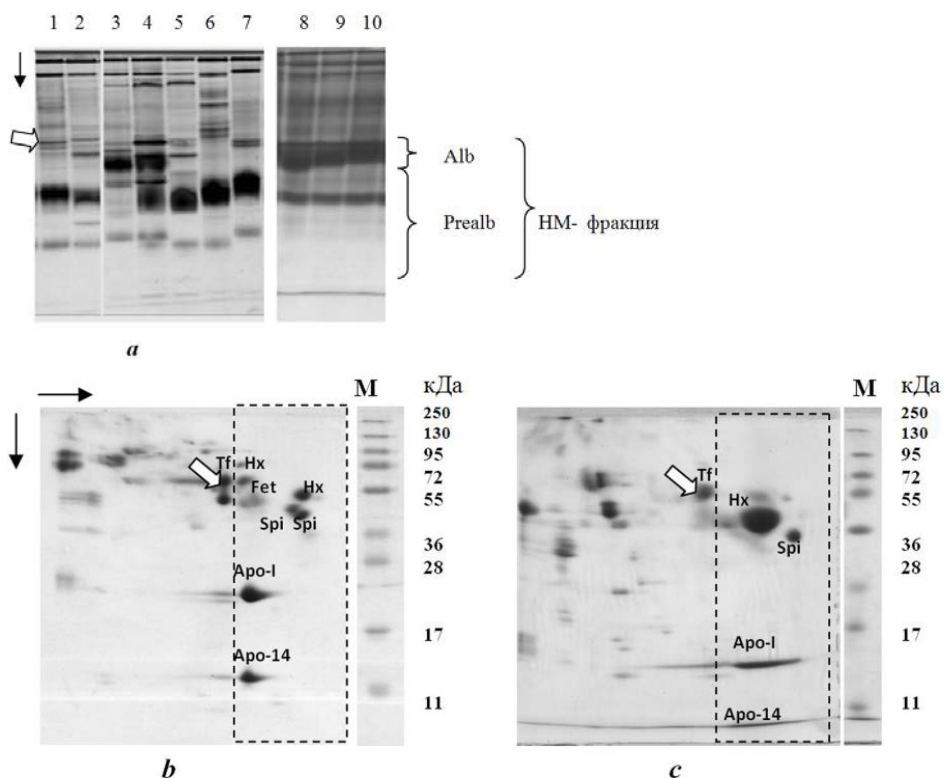 1 2 3 4 5 6 7 8 9 10
Alb
Prealb
НМ- фракция
a
M
кДа
250
130
95
72
55
36
28
17
11
Tf
Hx
Fet
Hx
Spi
Spi
Apo-I
Apo-14
b
M
кДа
250
130
95
72
55
36
28
17
11
Tf
Hx
Spi
Apo-I
Apo-14
c